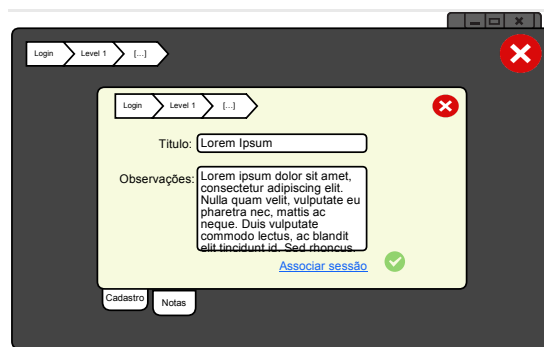 Login Level 1 [...]
Login Level 1 [...]
Título: Lorem Ipsum
Observações: Lorem ipsum dolor sit amet,
consectetur adipiscing elit.
Nulla quam velit, vulputate eu
pharetra nec, mattis ac
neque. Duis vulputate
commodo lectus, ac blandit
elit tincidunt id. Sed rhoncus.
Associar sessão
Cadastro Notas